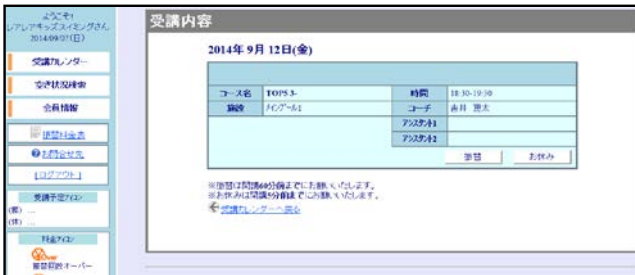 ようこそ!
レアレアキッズスイミングさん
2014/09/07(日)
受講カレンダー
空き状況検索
会員情報
振替料金表
お問合せ先
[ログアウト]
受講予定アイコン
(振) …
(休) …
料金アイコン
Over
振替回数オーバー
受講内容
2014年 9月 12日(金)
コース名 TOPS 3- 時間 18:30-19:30
施設 メインプール1 コーチ 吉井 恵太
アシスタント1
アシスタント2
振替 お休み
※振替は開講60分前までにお願いいたします。
※お休みは開講5分前までにお願いいたします。
受講カレンダーへ戻る